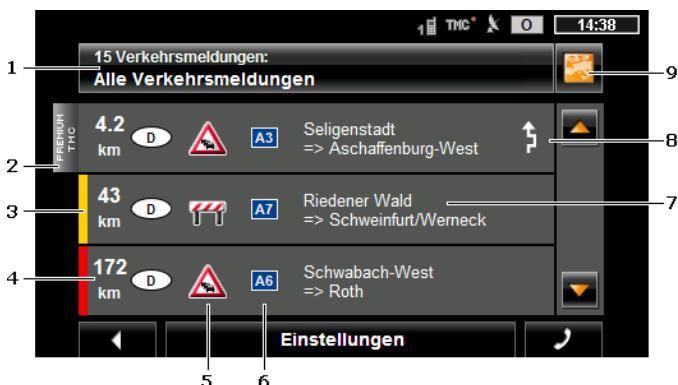 1 TMC O 14:38
1
15 Verkehrsmeldungen:
Alle Verkehrsmeldungen
9
2
PREMIUM
TMC
4.2
km
D
A3
Seligenstadt
=> Aschaffenburg-West
8
3
43
km
D
A7
Riedener Wald
=> Schweinfurt/Werneck
7
4
172
km
D
A6
Schwabach-West
=> Roth
Einstellungen
5 6